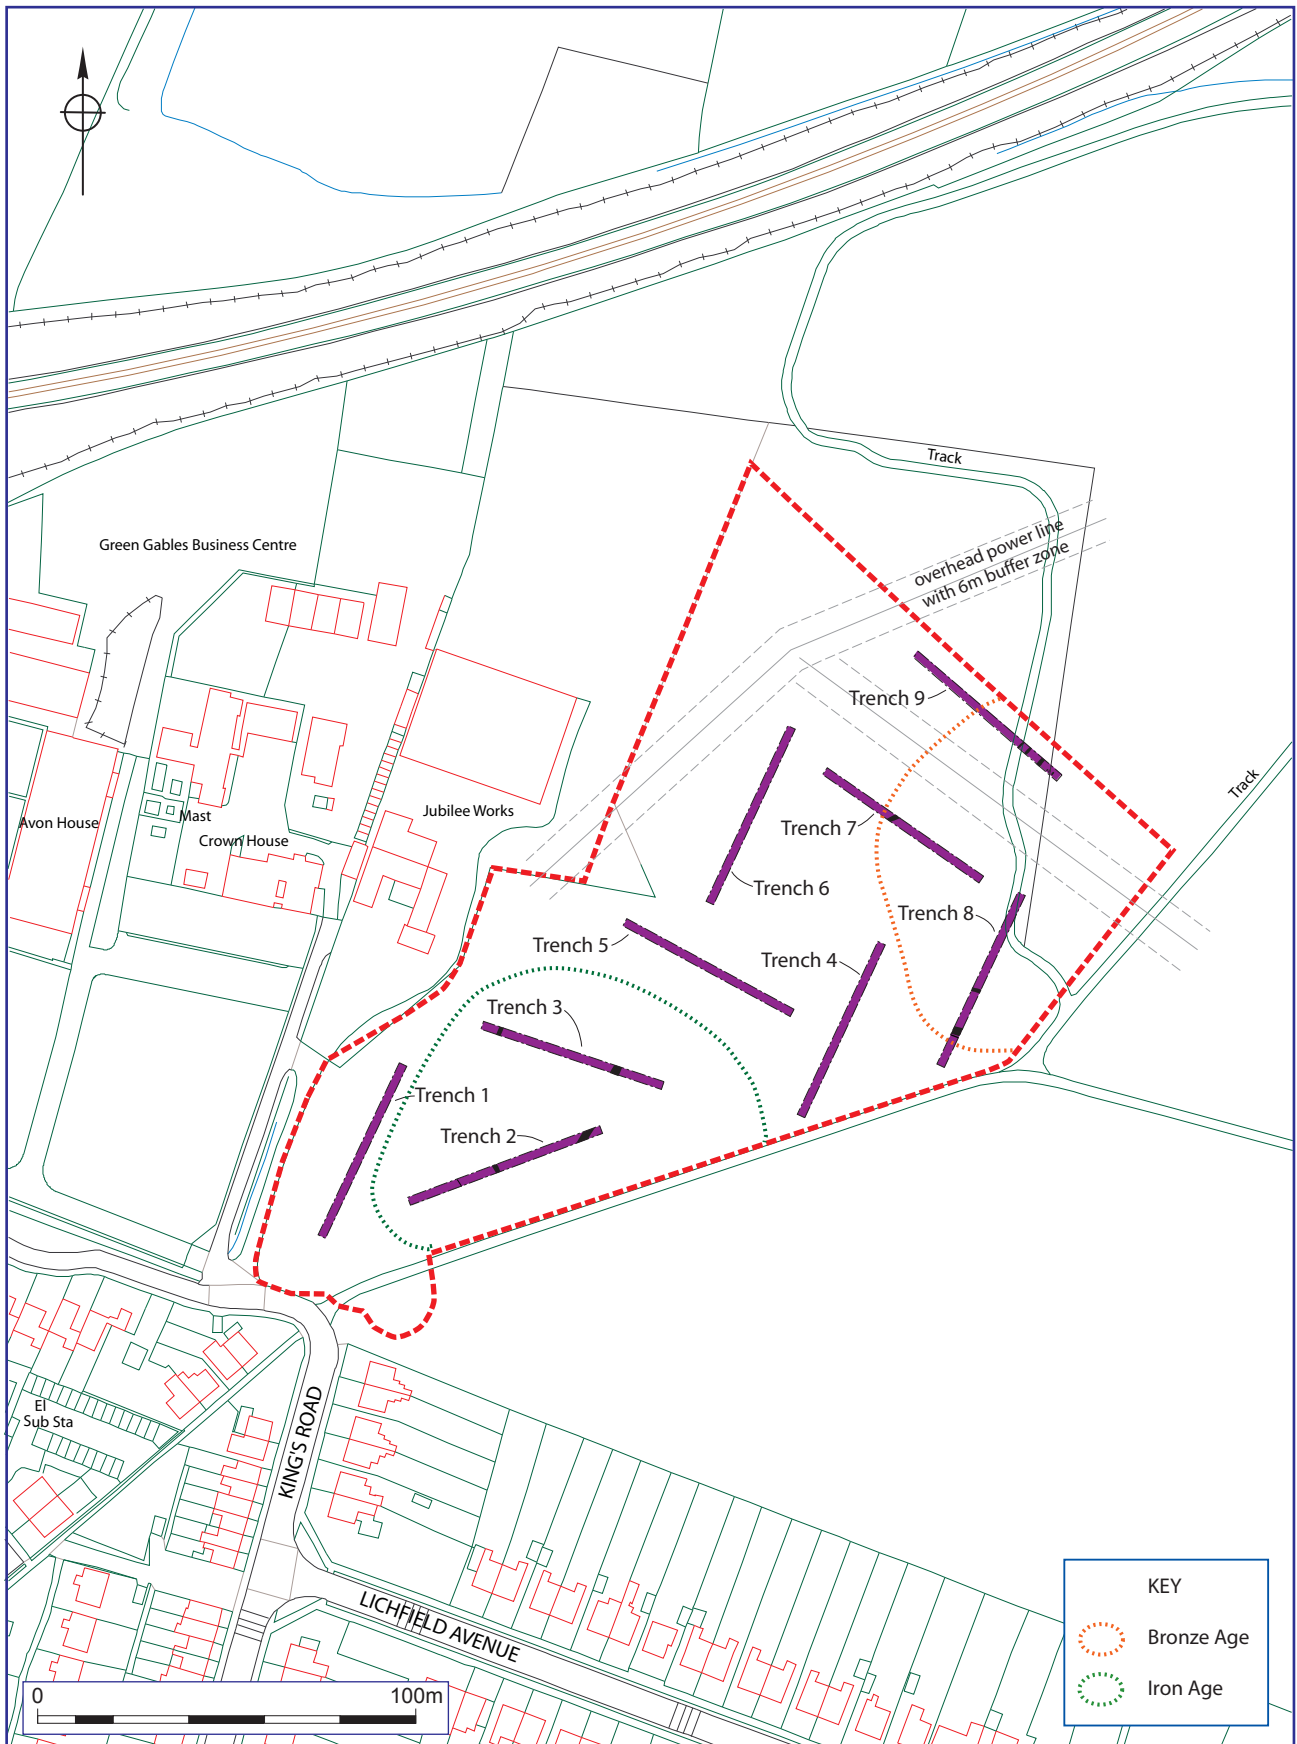 Track
overhead power line
with 6m buffer zone
Green Gables Business Centre
Trench 9
Track
Jubilee Works
Avon House
Mast
Crown House
Trench 7
Trench 6
Trench 8
Trench 5
Trench 4
Trench 3
Trench 1
Trench 2
El
Sub Sta
KING'S ROAD
LICHFIELD AVENUE
KEY
Bronze Age
Iron Age
0 100m